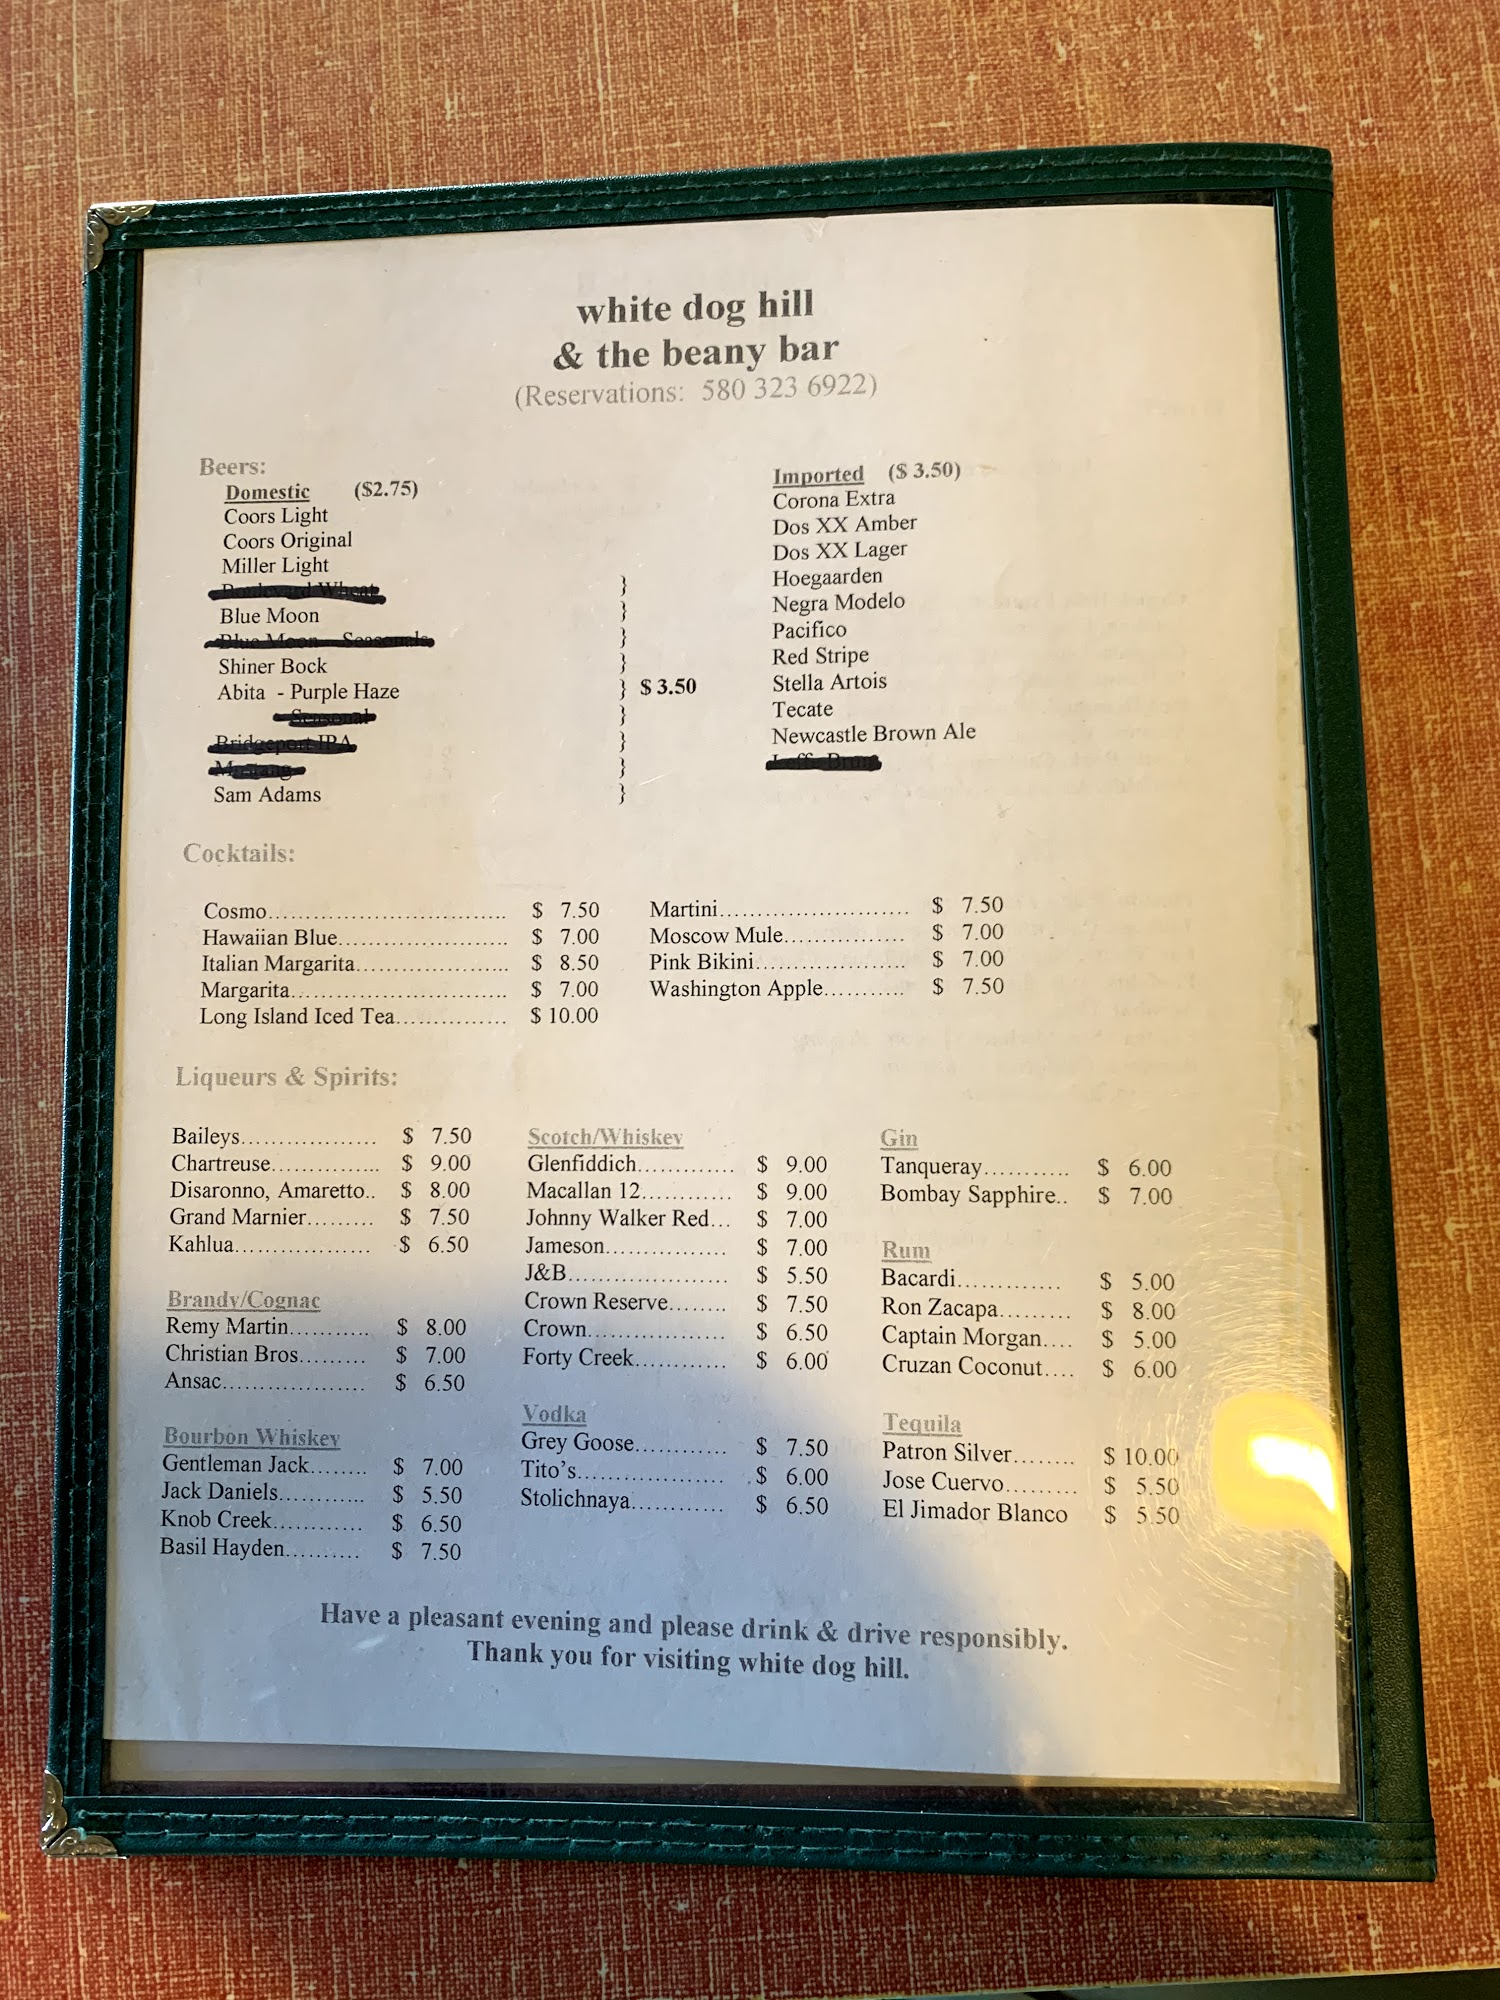 white dog hill
& the beany bar
(Reservations: 580 323 6922)
Beers:
Domestic ($2.75)
Coors Light
Coors Original
Miller Light
Boulevard Wheat }
Blue Moon }
Blue Moon - Seasonals }
Shiner Bock }
Abita - Purple Haze } $ 3.50
- Seasonal }
Bridgeport IPA }
}
Sam Adams }
Imported ($ 3.50)
Corona Extra
Dos XX Amber
Dos XX Lager
Hoegaarden
Negra Modelo
Pacifico
Red Stripe
Stella Artois
Tecate
Newcastle Brown Ale
Cocktails:
Cosmo................................ $ 7.50
Hawaiian Blue....................... $ 7.00
Italian Margarita.................... $ 8.50
Margarita............................. $ 7.00
Long Island Iced Tea............... $ 10.00
Martini......................... $ 7.50
Moscow Mule................ $ 7.00
Pink Bikini.................... $ 7.00
Washington Apple........... $ 7.50
Liqueurs & Spirits:
Baileys.................. $ 7.50
Chartreuse.............. $ 9.00
Disaronno, Amaretto.. $ 8.00
Grand Marnier......... $ 7.50
Kahlua.................. $ 6.50
Brandy/Cognac
Remy Martin........... $ 8.00
Christian Bros......... $ 7.00
Ansac................... $ 6.50
Bourbon Whiskey
Gentleman Jack........ $ 7.00
Jack Daniels............ $ 5.50
Knob Creek............ $ 6.50
Basil Hayden.......... $ 7.50
Scotch/Whiskey
Glenfiddich............. $ 9.00
Macallan 12............ $ 9.00
Johnny Walker Red... $ 7.00
Jameson................ $ 7.00
J&B...................... $ 5.50
Crown Reserve........ $ 7.50
Crown.................. $ 6.50
Forty Creek............ $ 6.00
Vodka
Grey Goose............ $ 7.50
Tito's.................... $ 6.00
Stolichnaya............ $ 6.50
Gin
Tanqueray........... $ 6.00
Bombay Sapphire.. $ 7.00
Rum
Bacardi.............. $ 5.00
Ron Zacapa......... $ 8.00
Captain Morgan.... $ 5.00
Cruzan Coconut.... $ 6.00
Tequila
Patron Silver........ $ 10.00
Jose Cuervo......... $ 5.50
El Jimador Blanco $ 5.50
Have a pleasant evening and please drink & drive responsibly.
Thank you for visiting white dog hill.